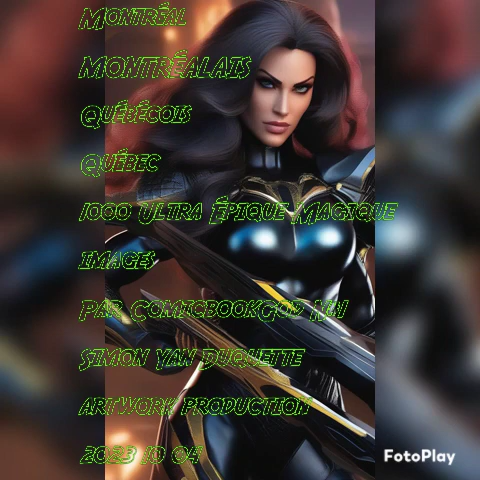 Montréal
Montréalais
Québécois
Québec
1000 Ultra Épique Magique
Images
Par ComicbookGod
Simon Yan Duquette
Artwork Production
2023 10 04
FotoPlay